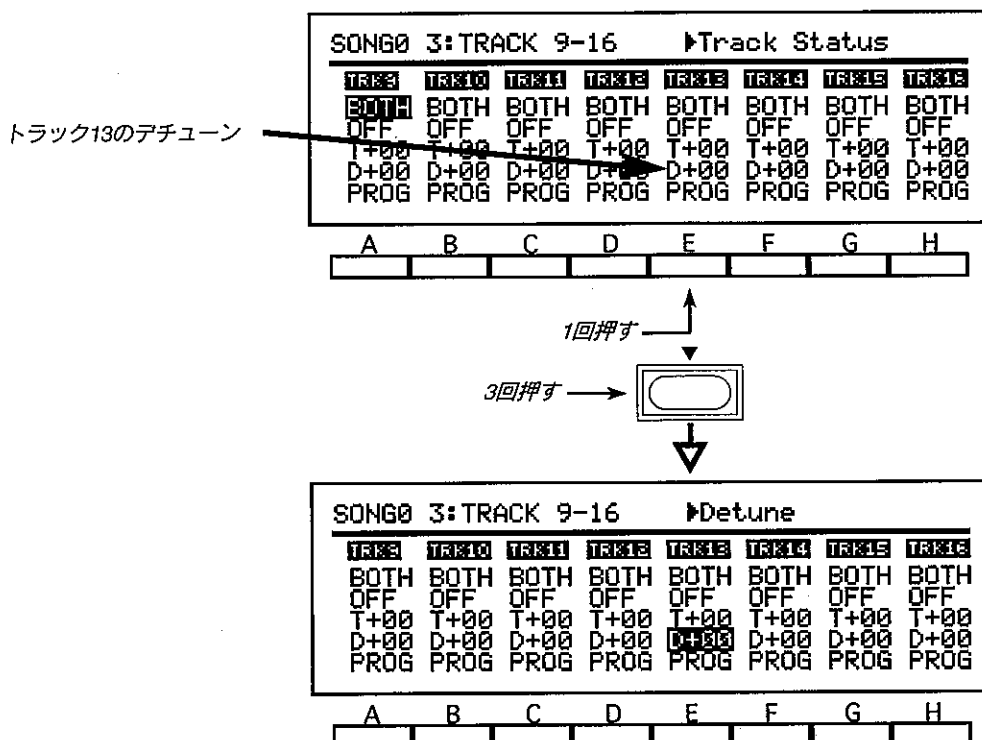 SONG0 3:TRACK 9-16 ▶Track Status
TRK9 TRK10 TRK11 TRK12 TRK13 TRK14 TRK15 TRK16
BOTH BOTH BOTH BOTH BOTH BOTH BOTH BOTH
OFF OFF OFF OFF OFF OFF OFF OFF
トラック13のデチューン
T+00 T+00 T+00 T+00 T+00 T+00 T+00 T+00
D+00 D+00 D+00 D+00 D+00 D+00 D+00 D+00
PROG PROG PROG PROG PROG PROG PROG PROG
A B C D E F G H
1回押す
3回押す
SONG0 3:TRACK 9-16 ▶Detune
TRK9 TRK10 TRK11 TRK12 TRK13 TRK14 TRK15 TRK16
BOTH BOTH BOTH BOTH BOTH BOTH BOTH BOTH
OFF OFF OFF OFF OFF OFF OFF OFF
T+00 T+00 T+00 T+00 T+00 T+00 T+00 T+00
D+00 D+00 D+00 D+00 D+00 D+00 D+00 D+00
PROG PROG PROG PROG PROG PROG PROG PROG
A B C D E F G H